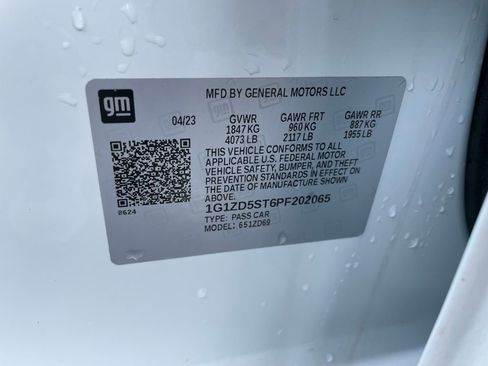 gm
MFD BY GENERAL MOTORS LLC
04/23 GVWR GAWR FRT GAWR RR
1847 KG 960 KG 887 KG
4073 LB 2117 LB 1955 LB
THIS VEHICLE CONFORMS TO ALL
APPLICABLE U.S. FEDERAL MOTOR
VEHICLE SAFETY, BUMPER, AND THEFT
PREVENTION STANDARDS IN EFFECT ON
THE DATE OF MANUFACTURE SHOWN
ABOVE.
1G1ZD5ST6PF202065
TYPE: PASS CAR
MODEL: 651ZD69
8624